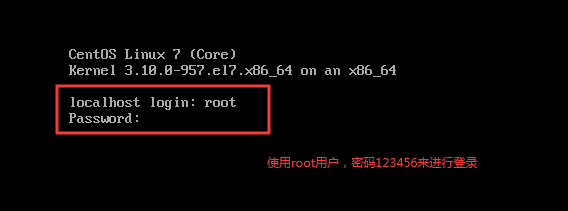 CentOS Linux 7 (Core)
Kernel 3.10.0-957.el7.x86_64 on an x86_64
localhost login: root
Password:
使用root用户，密码123456来进行登录